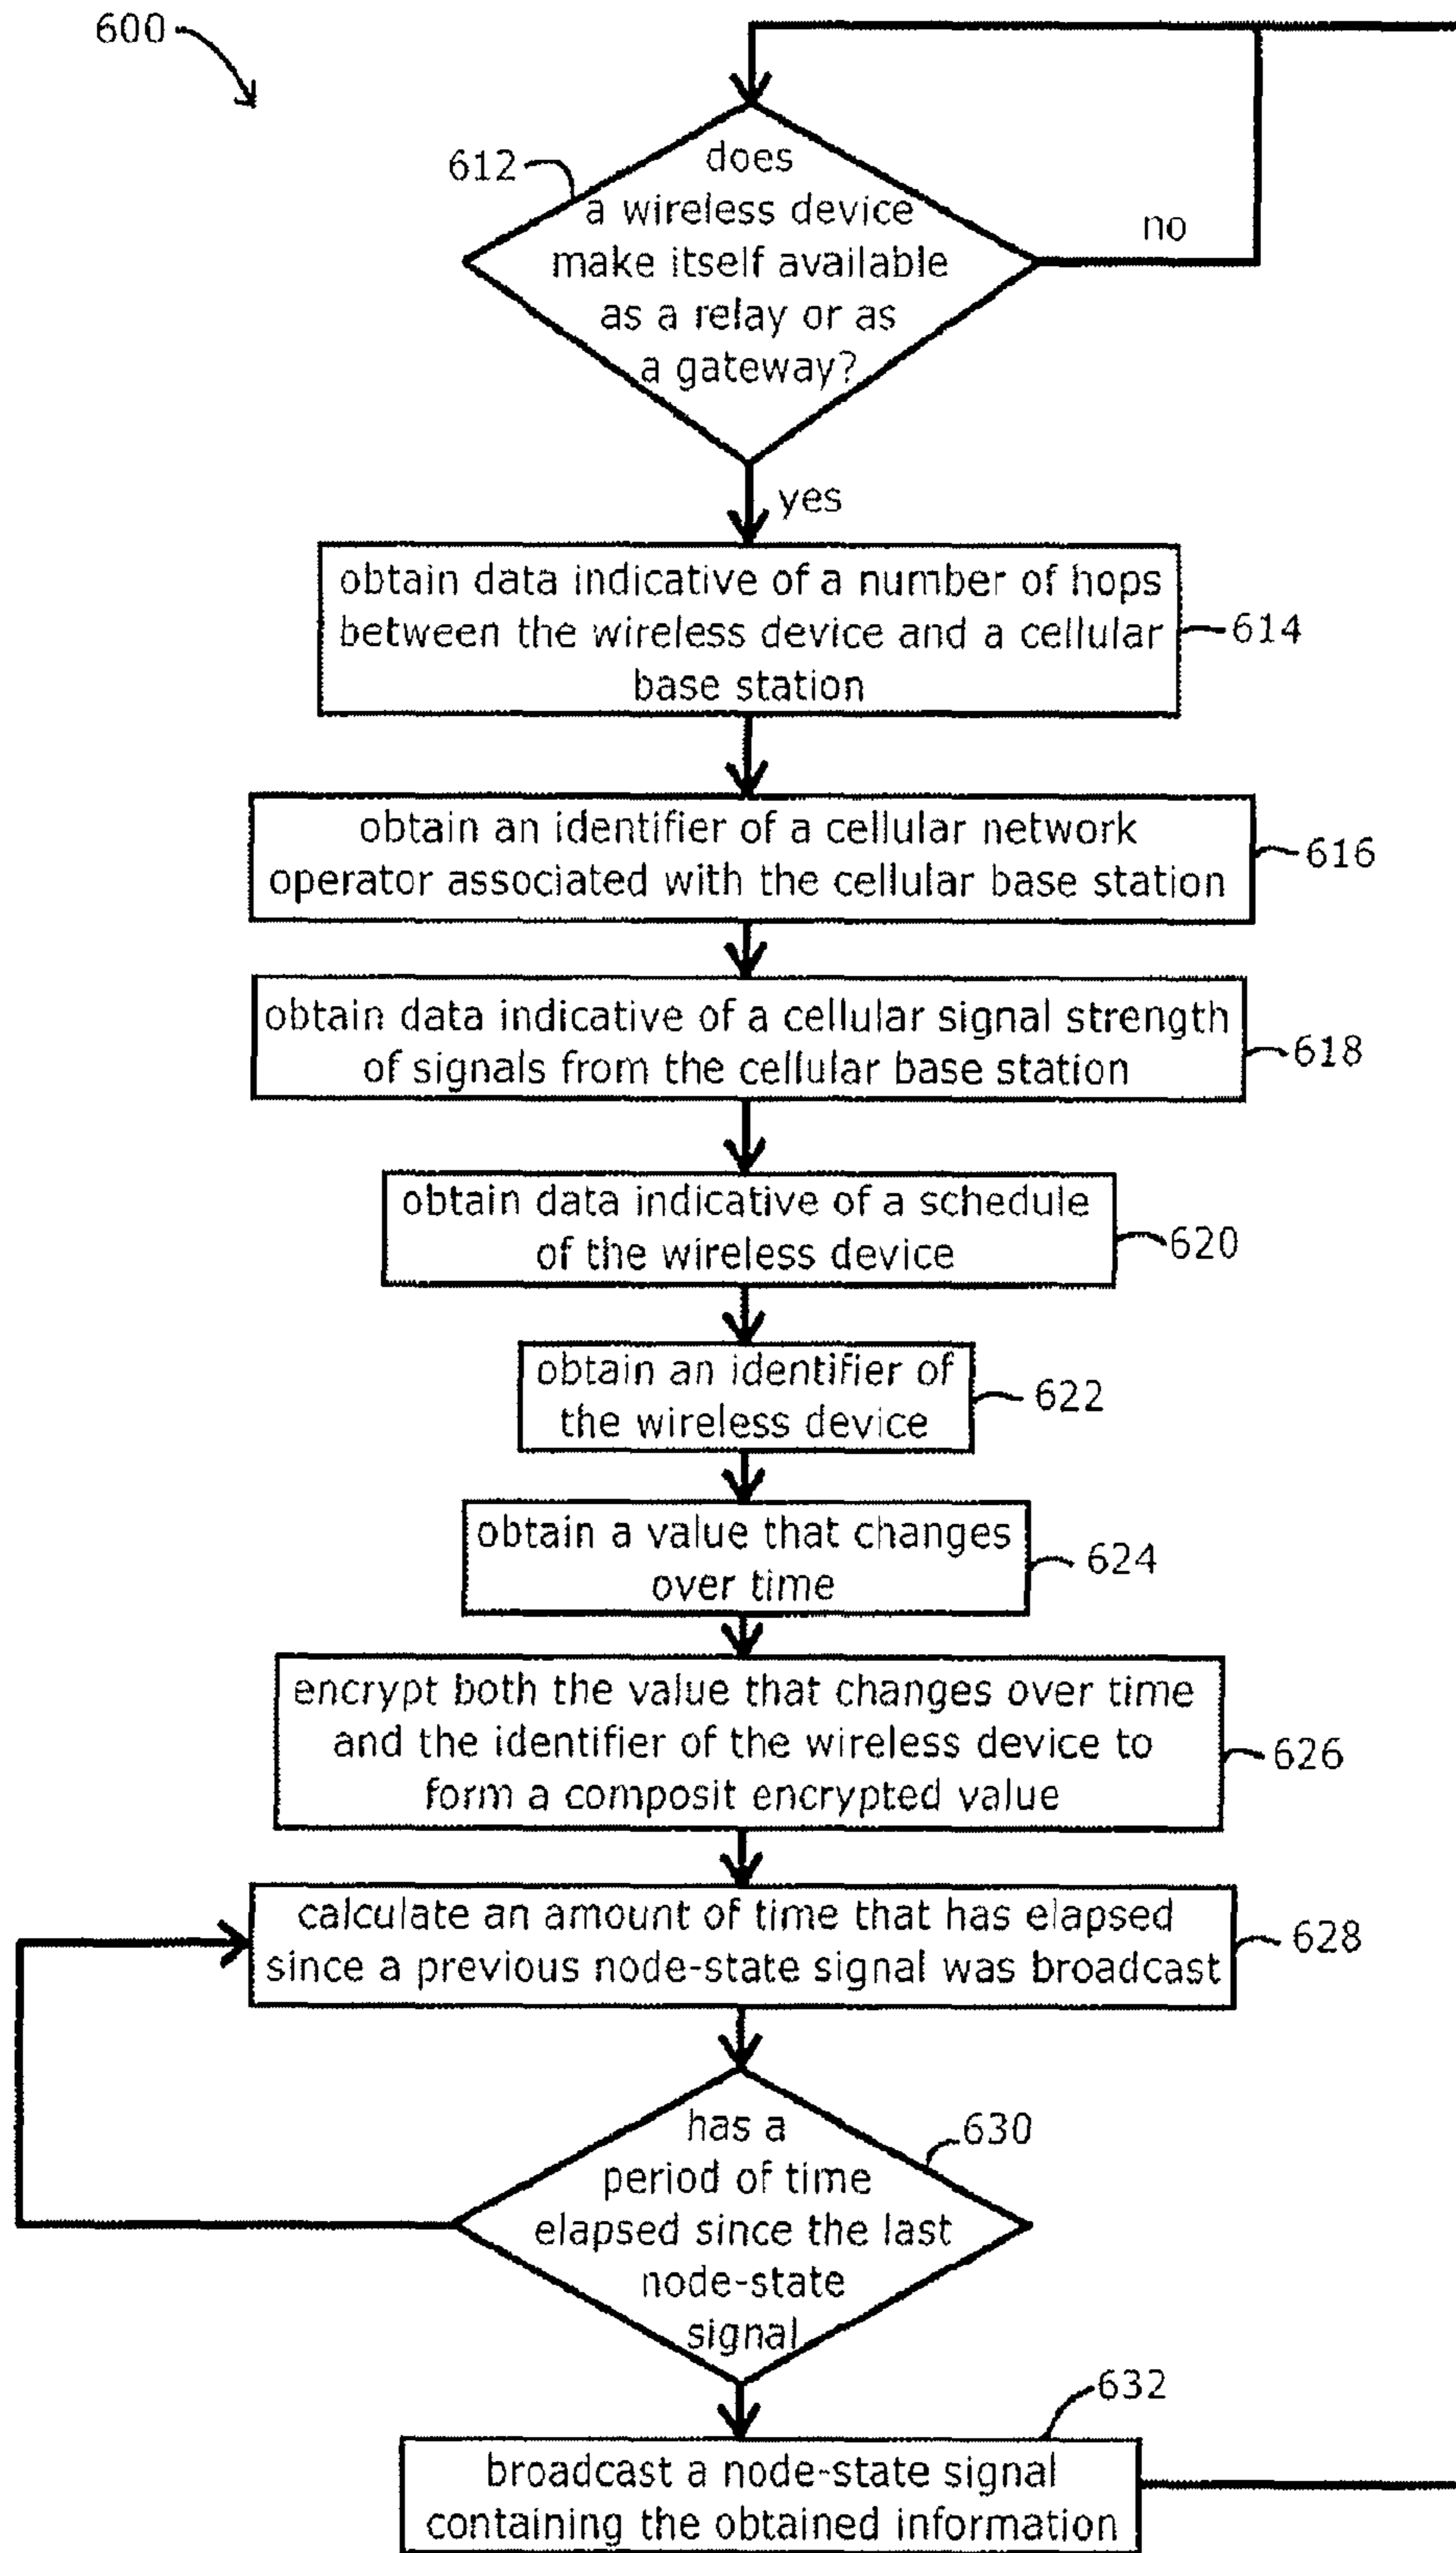 600
612
does
a wireless device
make itself available
as a relay or as
a gateway?
no
yes
obtain data indicative of a number of hops
between the wireless device and a cellular
base station
614
obtain an identifier of a cellular network
operator associated with the cellular base station
616
obtain data indicative of a cellular signal strength
of signals from the cellular base station
618
obtain data indicative of a schedule
of the wireless device
620
obtain an identifier of
the wireless device
622
obtain a value that changes
over time
624
encrypt both the value that changes over time
and the identifier of the wireless device to
form a composit encrypted value
626
calculate an amount of time that has elapsed
since a previous node-state signal was broadcast
628
has a
period of time
elapsed since the last
node-state
signal
630
632
broadcast a node-state signal
containing the obtained information